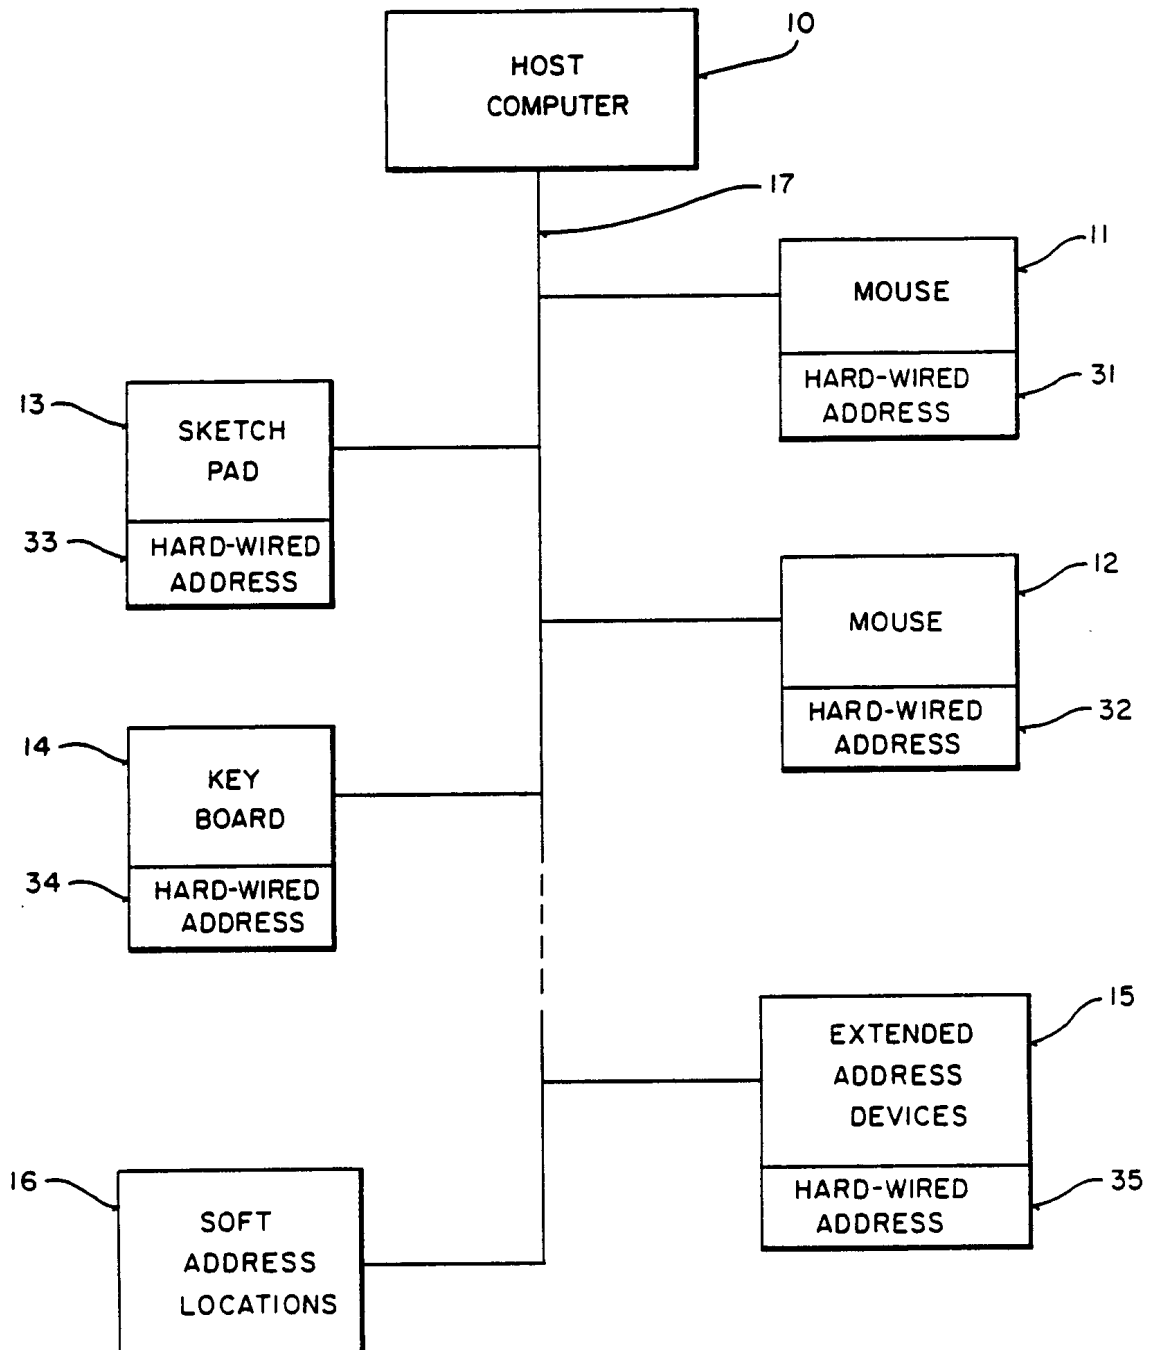 10
HOST
COMPUTER
17
11
MOUSE
HARD-WIRED
ADDRESS
31
13
SKETCH
PAD
33
HARD-WIRED
ADDRESS
12
MOUSE
HARD-WIRED
ADDRESS
32
14
KEY
BOARD
34
HARD-WIRED
ADDRESS
15
EXTENDED
ADDRESS
DEVICES
HARD-WIRED
ADDRESS
35
16
SOFT
ADDRESS
LOCATIONS